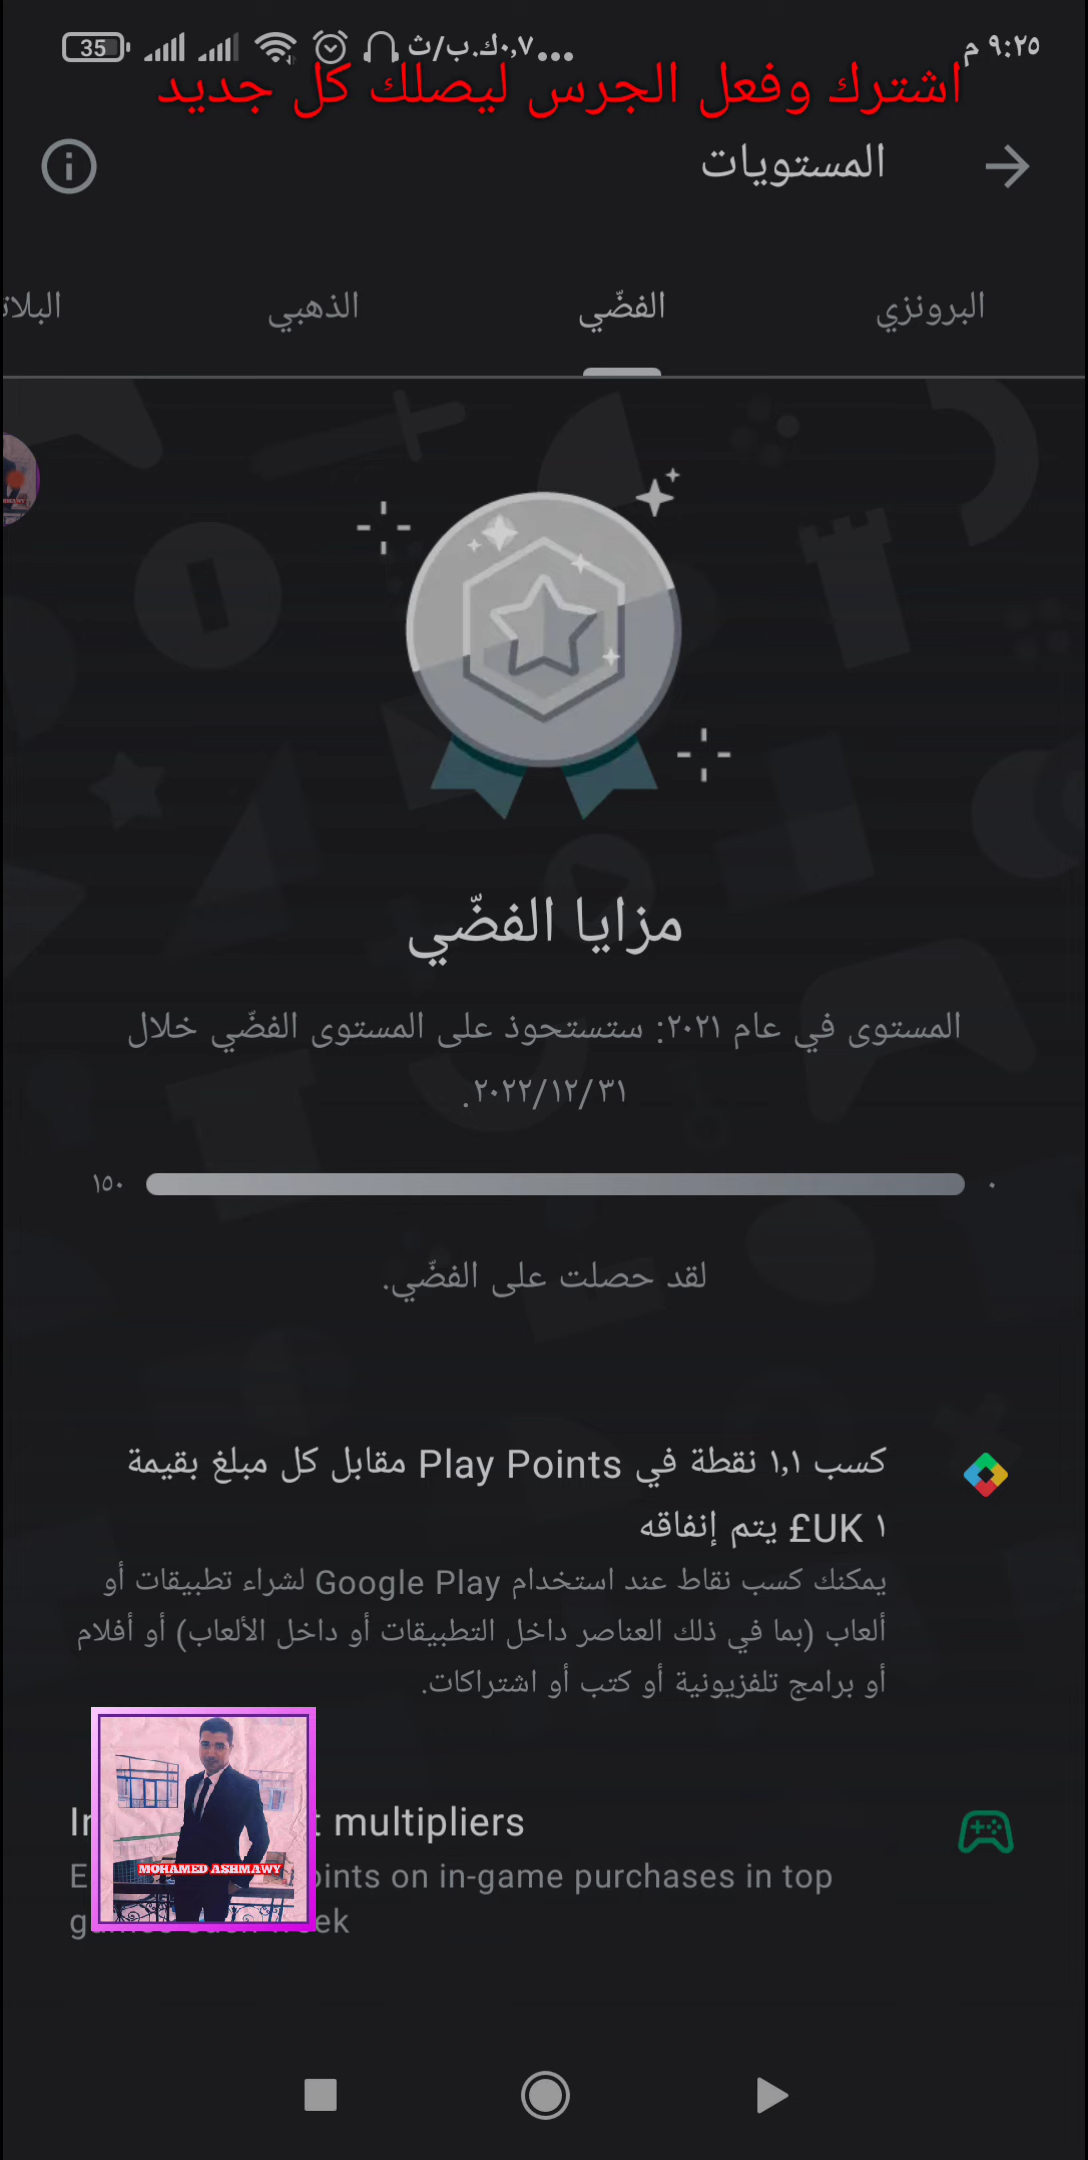 ٩:٢٥ م
...٠,٧ك.ب/ث
35
اشترك وفعل الجرس ليصلك كل جديد
المستويات
البرونزي
الفضّي
الذهبي
مزايا الفضّي
المستوى في عام ٢٠٢١: ستستحوذ على المستوى الفضّي خلال
٢٠٢٢/١٢/٣١.
٠
١٥٠
لقد حصلت على الفضّي.
كسب ١,١ نقطة في Play Points مقابل كل مبلغ بقيمة
١ UK£ يتم إنفاقه
يمكنك كسب نقاط عند استخدام Google Play لشراء تطبيقات أو
ألعاب (بما في ذلك العناصر داخل التطبيقات أو داخل الألعاب) أو أفلام
أو برامج تلفزيونية أو كتب أو اشتراكات.
multipliers
on in-game purchases in top
MOHAMED ASHMAWY